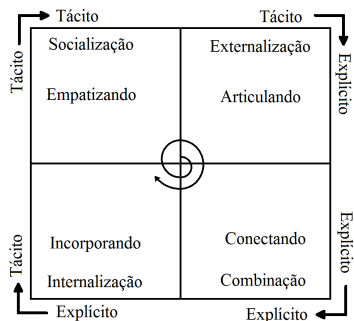 Tácito
Tácito
Tácito
Explícito
Socialização
Externalização
Empatizando
Articulando
Incorporando
Conectando
Internalização
Combinação
Tácito
Explícito
Explícito
Explícito